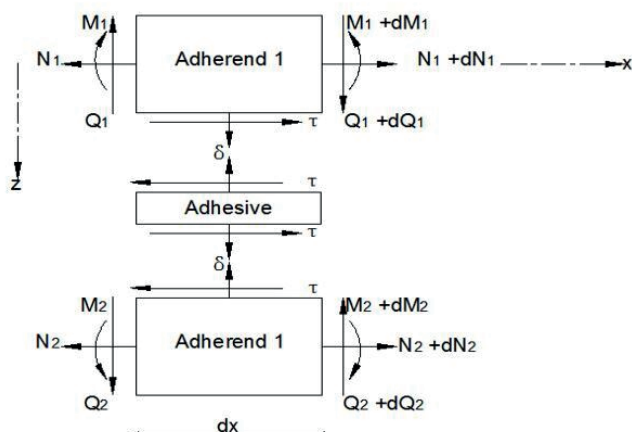 M1 M1 +dM1
N1 Adherend 1 N1 +dN1 x
Q1 τ Q1 +dQ1
δ
z τ
Adhesive
τ
δ
M2 τ M2 +dM2
N2 Adherend 1 N2 +dN2
Q2 Q2 +dQ2
dx